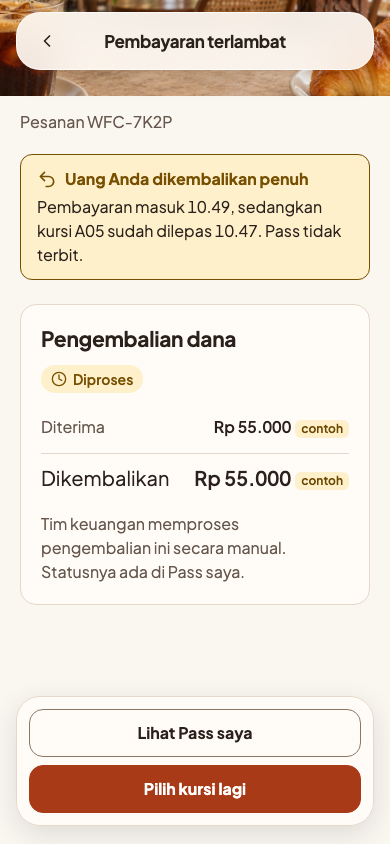 Pembayaran terlambat
Pesanan WFC-7K2P
Uang Anda dikembalikan penuh
Pembayaran masuk 10.49, sedangkan
kursi A05 sudah dilepas 10.47. Pass tidak
terbit.
Pengembalian dana
Diproses
Diterima Rp 55.000 contoh
Dikembalikan Rp 55.000 contoh
Tim keuangan memproses
pengembalian ini secara manual.
Statusnya ada di Pass saya.
Lihat Pass saya
Pilih kursi lagi